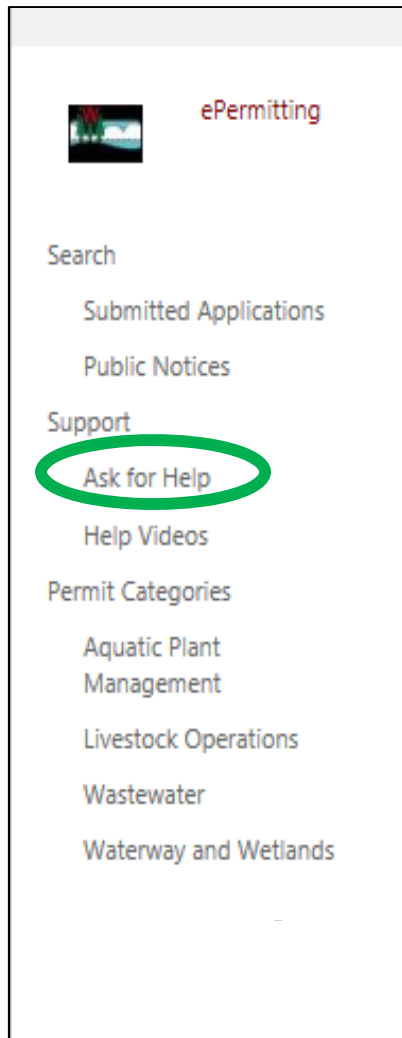 W
ePermitting
Search
Submitted Applications
Public Notices
Support
Ask for Help
Help Videos
Permit Categories
Aquatic Plant
Management
Livestock Operations
Wastewater
Waterway and Wetlands